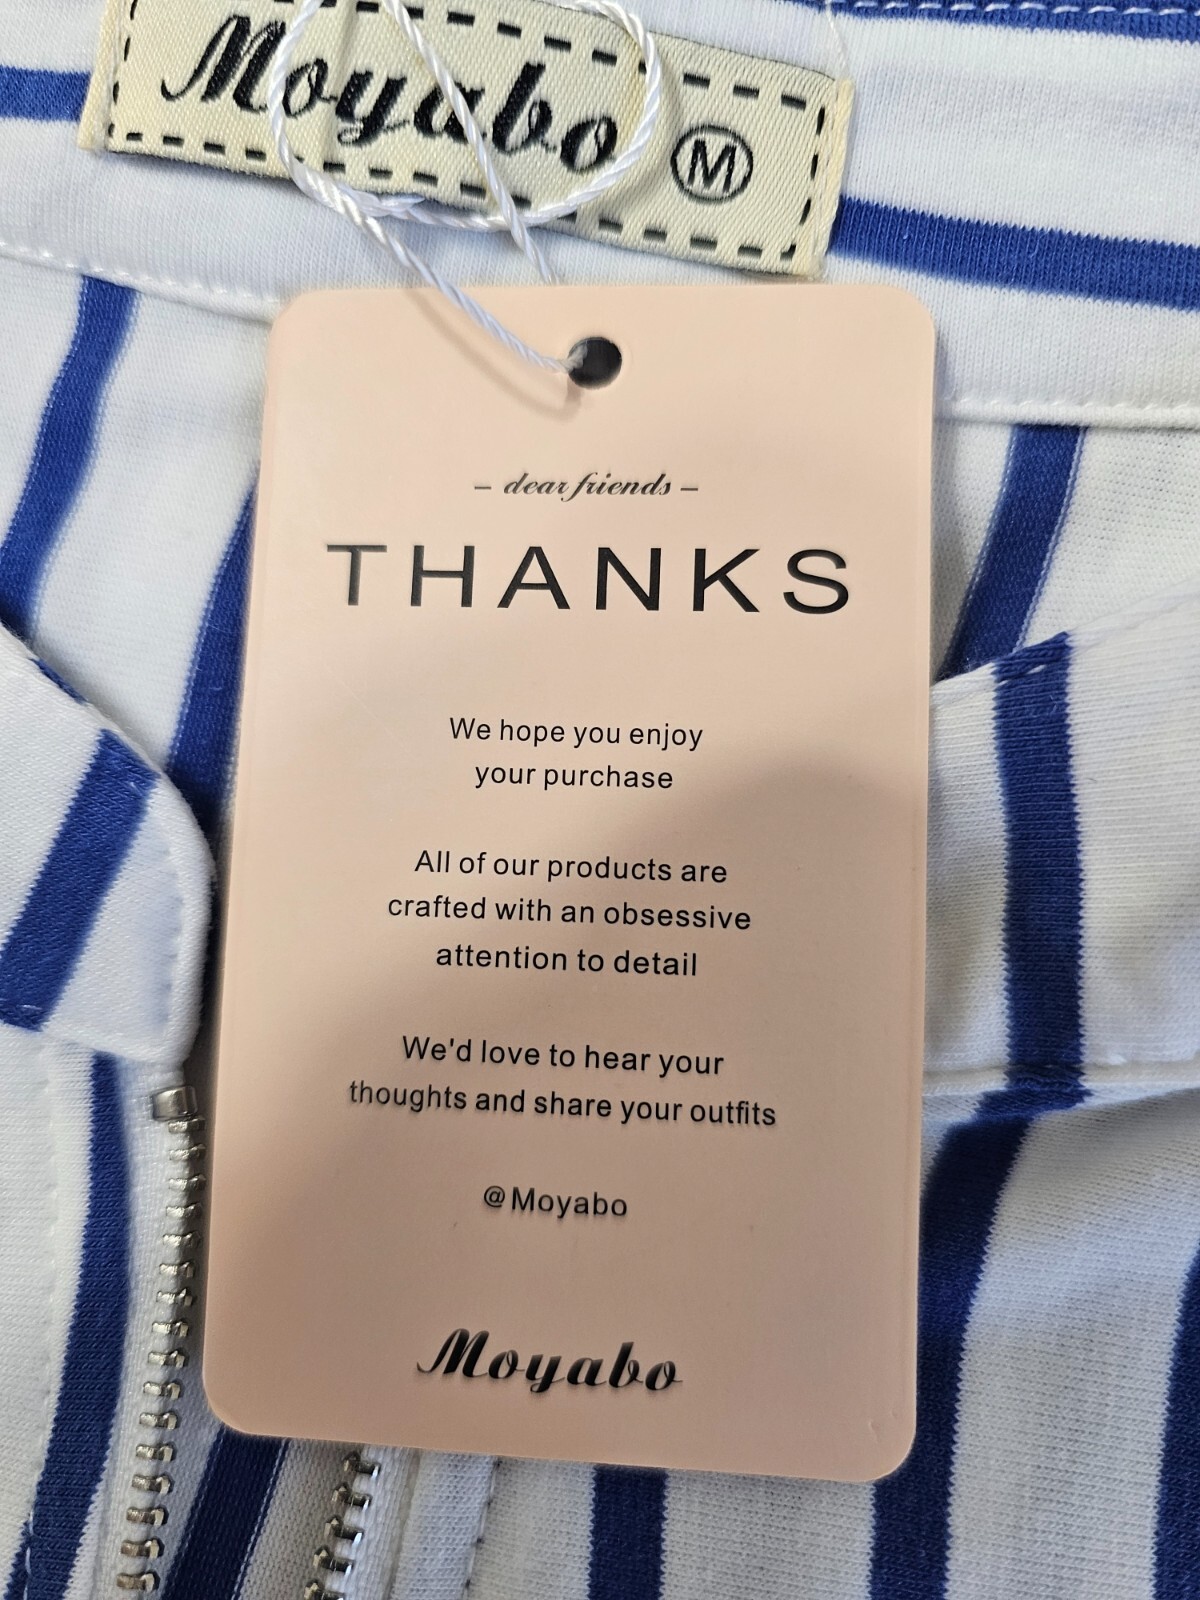 Moyabo M
– dear friends –
THANKS
We hope you enjoy
your purchase
All of our products are
crafted with an obsessive
attention to detail
We'd love to hear your
thoughts and share your outfits
@Moyabo
Moyabo